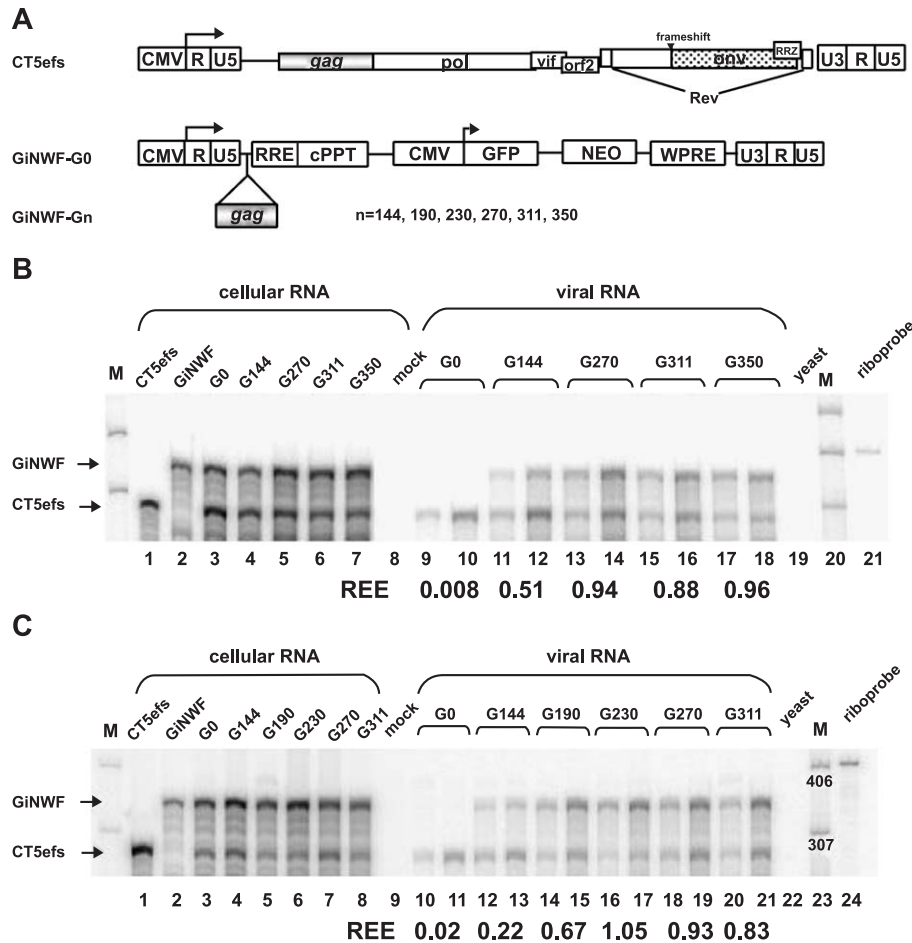 A
CT5efs
CMV R U5 gag pol vif orf2 frameshift env RRZ U3 R U5
Rev
GiNWF-G0
CMV R U5 RRE cPPT CMV GFP NEO WPRE U3 R U5
GiNWF-Gn
gag
n=144, 190, 230, 270, 311, 350
B
cellular RNA viral RNA
M CT5efs GiNWF G0 G144 G270 G311 G350 mock G0 G144 G270 G311 G350 yeast M riboprobe
GiNWF
CT5efs
1 2 3 4 5 6 7 8 9 10 11 12 13 14 15 16 17 18 19 20 21
REE 0.008 0.51 0.94 0.88 0.96
C
cellular RNA viral RNA
M CT5efs GiNWF G0 G144 G190 G230 G270 G311 mock G0 G144 G190 G230 G270 G311 yeast M riboprobe
406
GiNWF
307
CT5efs
1 2 3 4 5 6 7 8 9 10 11 12 13 14 15 16 17 18 19 20 21 22 23 24
REE 0.02 0.22 0.67 1.05 0.93 0.83